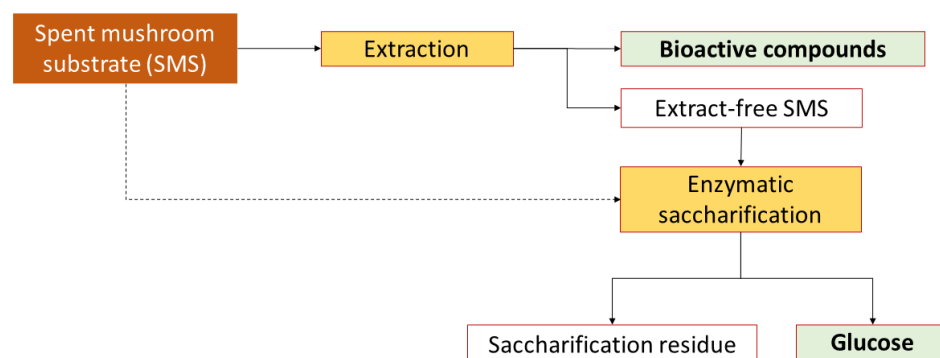 Spent mushroom
substrate (SMS)
Extraction
Bioactive compounds
Extract-free SMS
Enzymatic
saccharification
Saccharification residue
Glucose